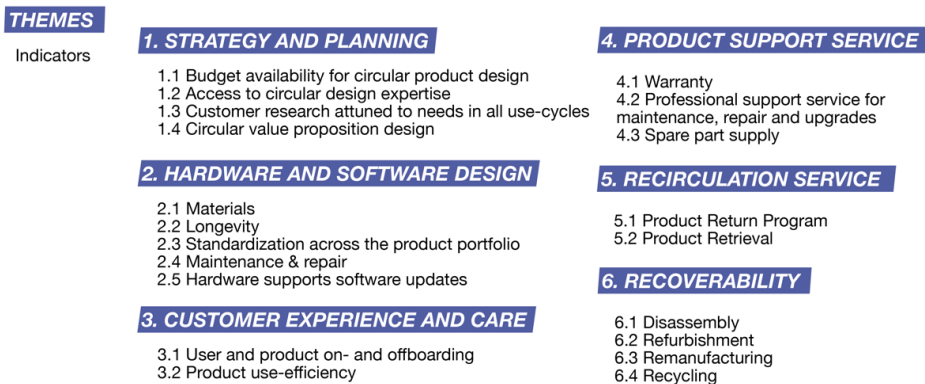 THEMES
Indicators
1. STRATEGY AND PLANNING
1.1 Budget availability for circular product design
1.2 Access to circular design expertise
1.3 Customer research attuned to needs in all use-cycles
1.4 Circular value proposition design
2. HARDWARE AND SOFTWARE DESIGN
2.1 Materials
2.2 Longevity
2.3 Standardization across the product portfolio
2.4 Maintenance & repair
2.5 Hardware supports software updates
3. CUSTOMER EXPERIENCE AND CARE
3.1 User and product on- and offboarding
3.2 Product use-efficiency
4. PRODUCT SUPPORT SERVICE
4.1 Warranty
4.2 Professional support service for
maintenance, repair and upgrades
4.3 Spare part supply
5. RECIRCULATION SERVICE
5.1 Product Return Program
5.2 Product Retrieval
6. RECOVERABILITY
6.1 Disassembly
6.2 Refurbishment
6.3 Remanufacturing
6.4 Recycling